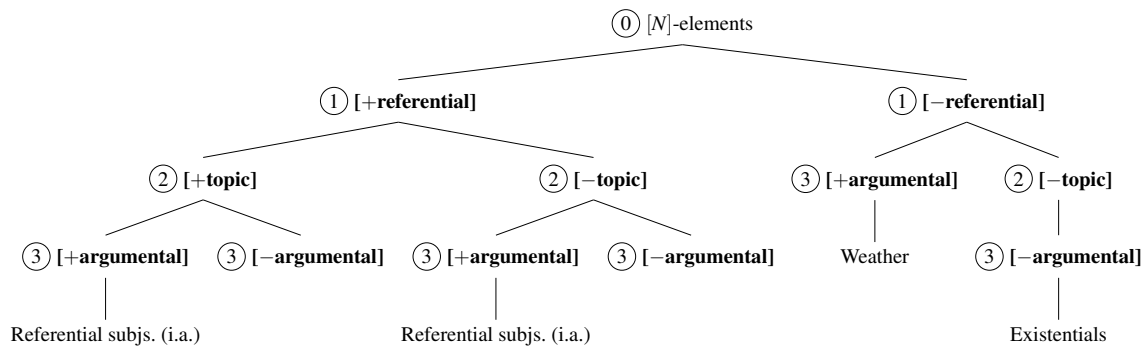 ⓪ [N]-elements
① [+referential] ① [−referential]
② [+topic] ② [−topic] ③ [+argumental] ② [−topic]
③ [+argumental] ③ [−argumental] ③ [+argumental] ③ [−argumental] Weather ③ [−argumental]
Referential subjs. (i.a.) Referential subjs. (i.a.) Existentials